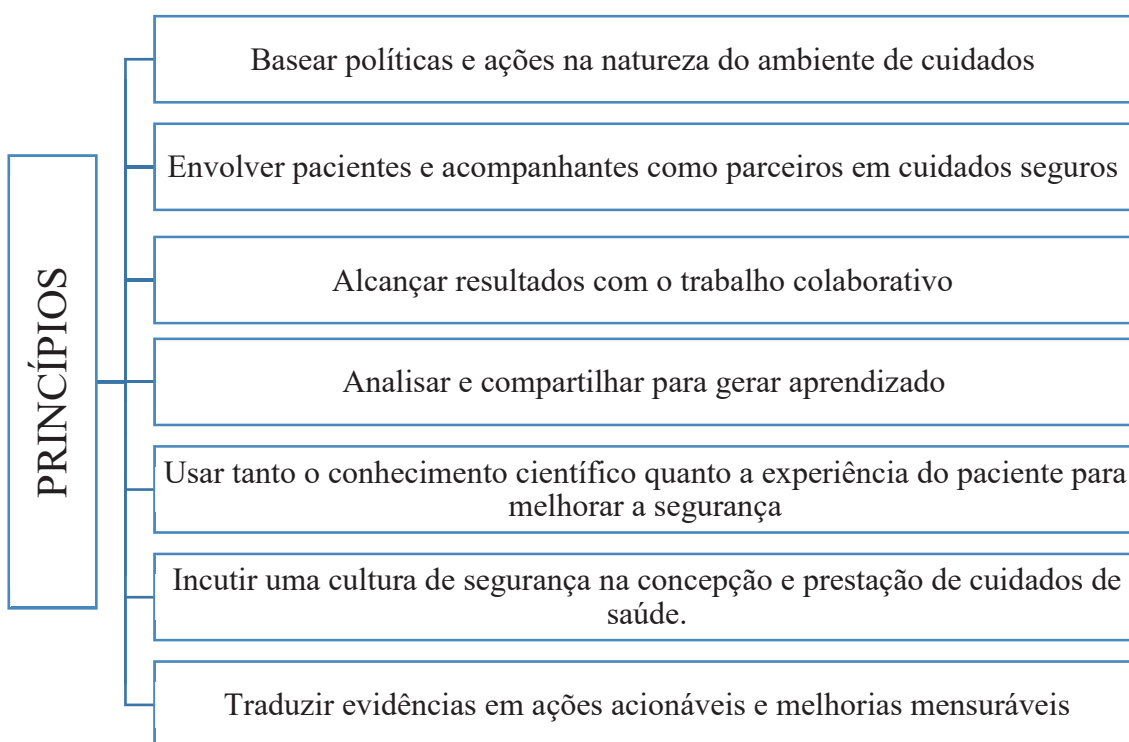 PRINCÍPIOS
Basear políticas e ações na natureza do ambiente de cuidados
Envolver pacientes e acompanhantes como parceiros em cuidados seguros
Alcançar resultados com o trabalho colaborativo
Analisar e compartilhar para gerar aprendizado
Usar tanto o conhecimento científico quanto a experiência do paciente para
melhorar a segurança
Incutir uma cultura de segurança na concepção e prestação de cuidados de
saúde.
Traduzir evidências em ações acionáveis e melhorias mensuráveis